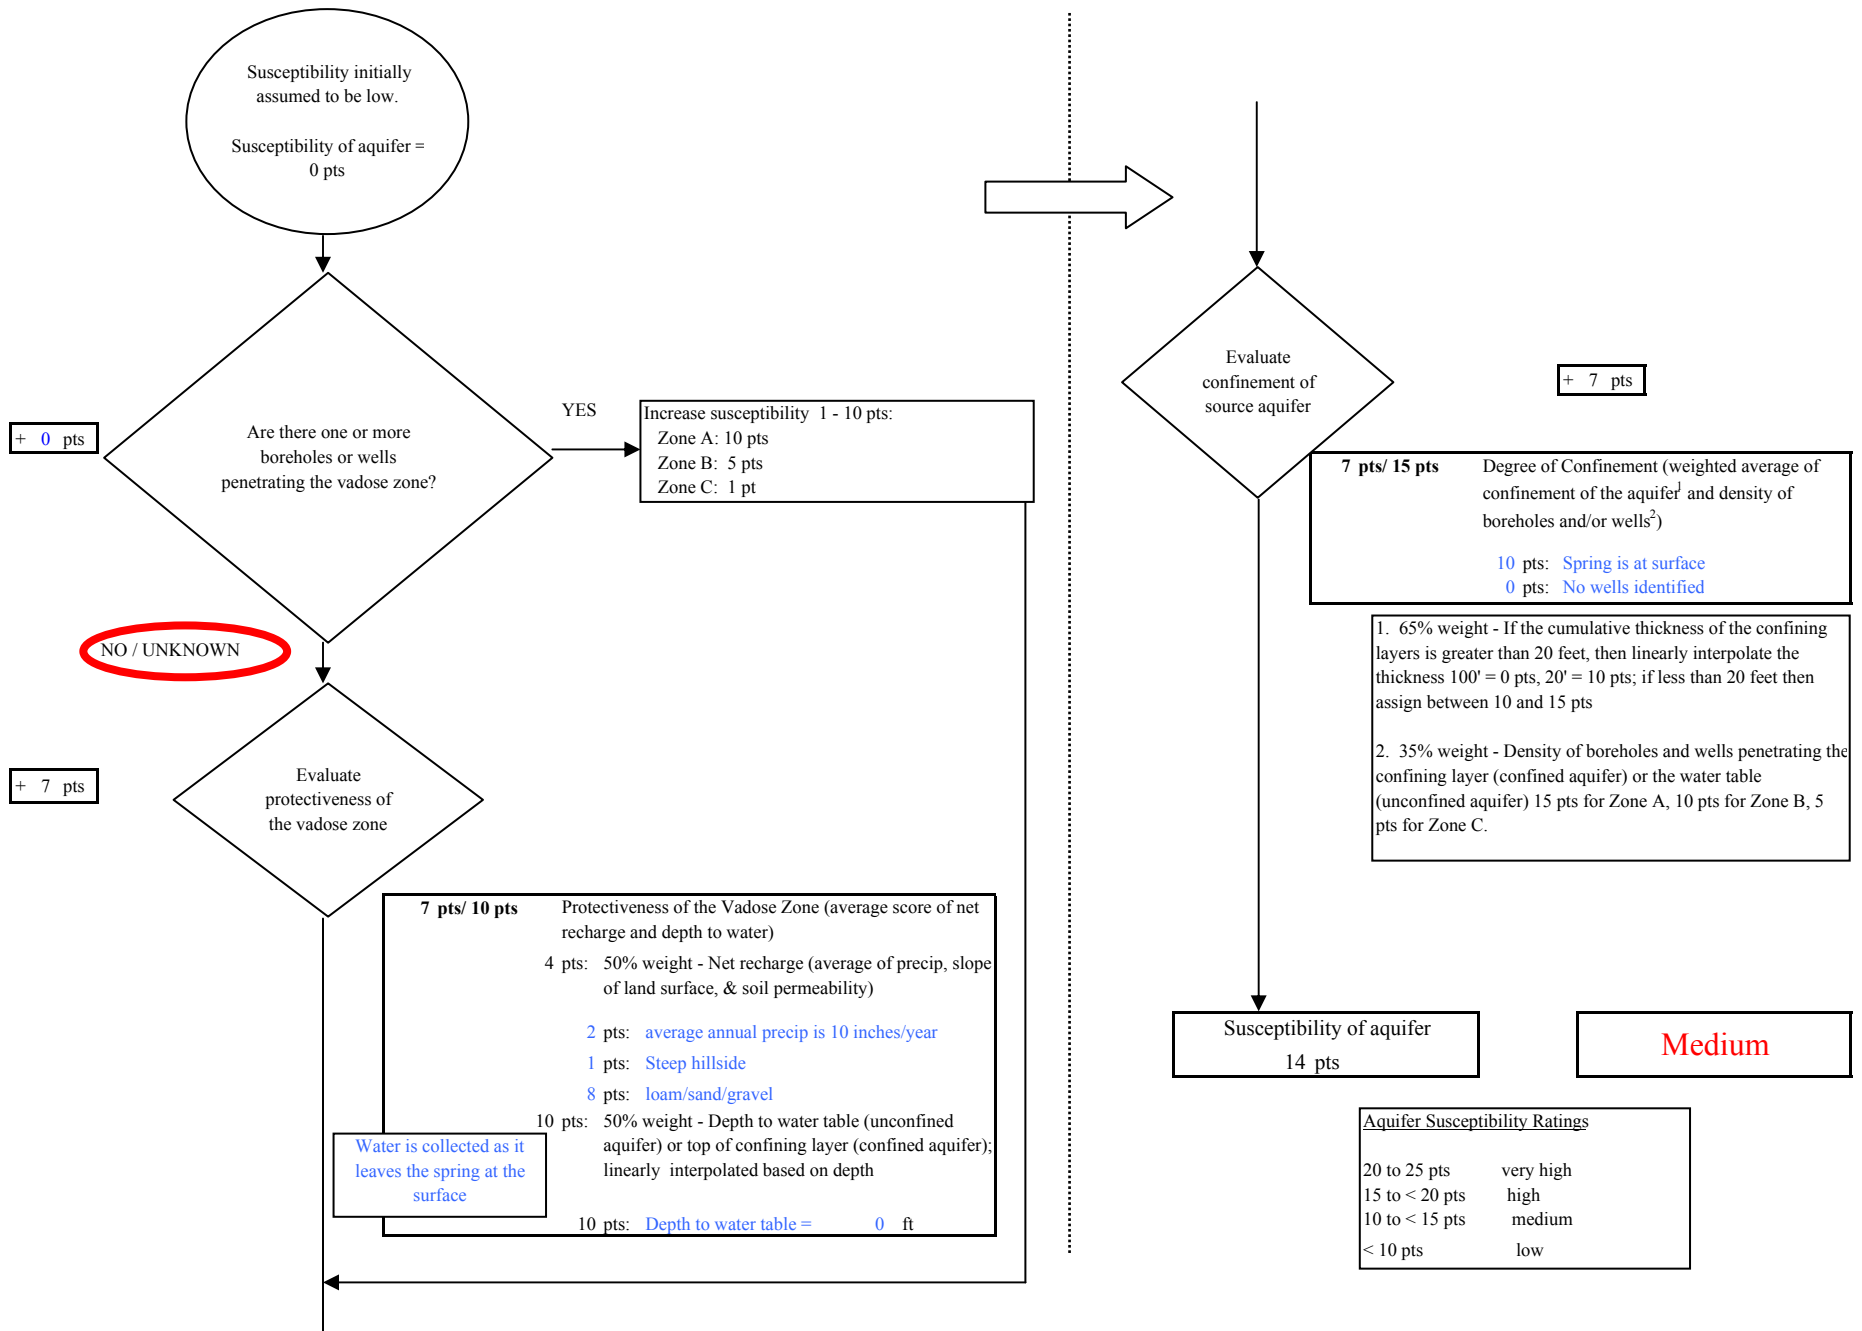 Susceptibility initially
assumed to be low.
Susceptibility of aquifer =
0 pts
Are there one or more
boreholes or wells
penetrating the vadose zone?
+ 0 pts
YES
Increase susceptibility 1 - 10 pts:
Zone A: 10 pts
Zone B: 5 pts
Zone C: 1 pt
NO / UNKNOWN
Evaluate
protectiveness of
the vadose zone
+ 7 pts
7 pts/ 10 pts Protectiveness of the Vadose Zone (average score of net
recharge and depth to water)
4 pts: 50% weight - Net recharge (average of precip, slope
of land surface, & soil permeability)
2 pts: average annual precip is 10 inches/year
1 pts: Steep hillside
8 pts: loam/sand/gravel
10 pts: 50% weight - Depth to water table (unconfined
aquifer) or top of confining layer (confined aquifer);
linearly interpolated based on depth
Water is collected as it
leaves the spring at the
surface
10 pts: Depth to water table = 0 ft
Evaluate
confinement of
source aquifer
+ 7 pts
7 pts/ 15 pts Degree of Confinement (weighted average of
confinement of the aquifer¹ and density of
boreholes and/or wells²)
10 pts: Spring is at surface
0 pts: No wells identified
1. 65% weight - If the cumulative thickness of the confining
layers is greater than 20 feet, then linearly interpolate the
thickness 100' = 0 pts, 20' = 10 pts; if less than 20 feet then
assign between 10 and 15 pts
2. 35% weight - Density of boreholes and wells penetrating the
confining layer (confined aquifer) or the water table
(unconfined aquifer) 15 pts for Zone A, 10 pts for Zone B, 5
pts for Zone C.
Susceptibility of aquifer
14 pts
Medium
Aquifer Susceptibility Ratings
20 to 25 pts very high
15 to < 20 pts high
10 to < 15 pts medium
< 10 pts low